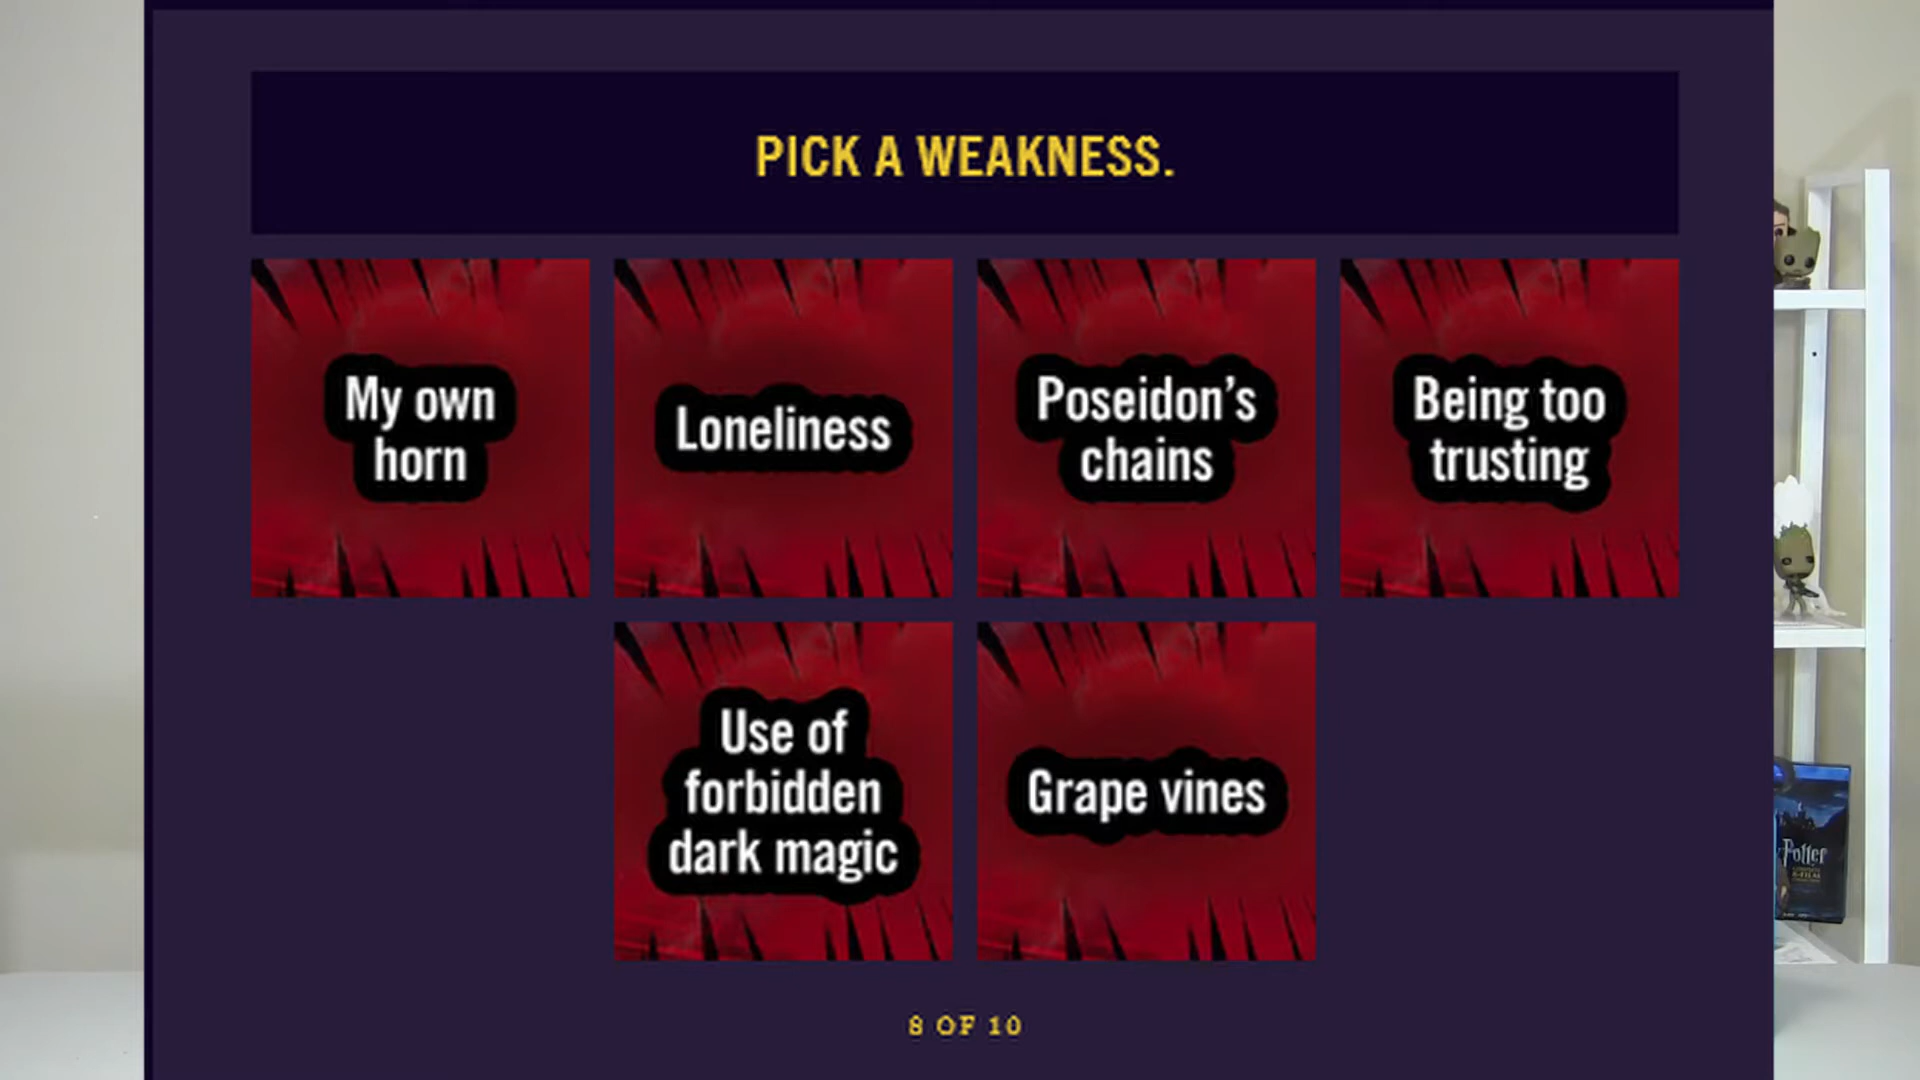 PICK A WEAKNESS.
My own
horn
Loneliness
Poseidon's
chains
Being too
trusting
Use of
forbidden
dark magic
Grape vines
8 OF 10
Potter